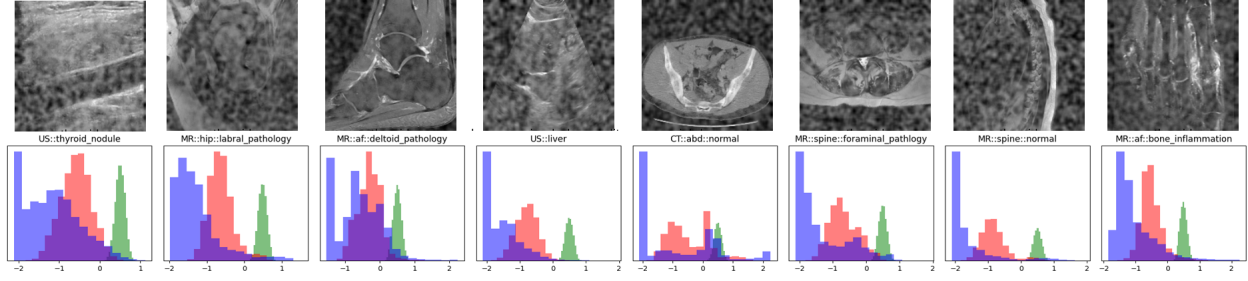 US::thyroid_nodule
MR::hip::labral_pathology
MR::af::deltoid_pathology
US::liver
CT::abd::normal
MR::spine::foraminal_pathlogy
MR::spine::normal
MR::af::bone_inflammation
−2 −1 0 1
−2 −1 0 1
−1 0 1 2
−2 −1 0 1 2
−2 −1 0 1 2
−2 −1 0 1 2
−2 −1 0 1 2
−2 −1 0 1 2